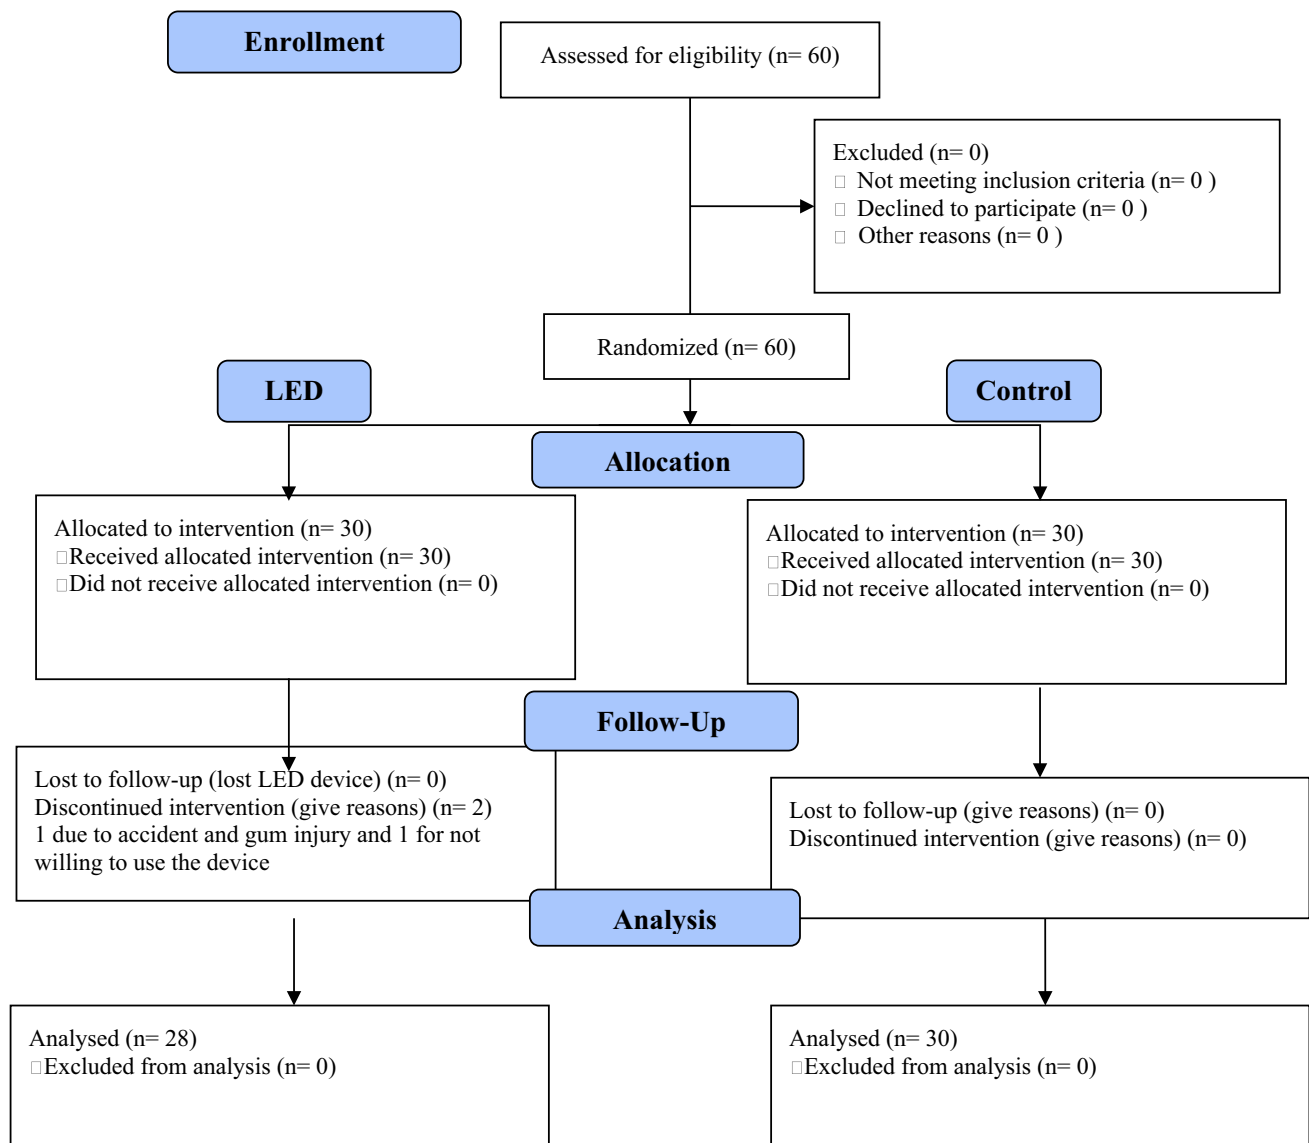 Enrollment
Assessed for eligibility (n= 60)
Excluded (n= 0)
□ Not meeting inclusion criteria (n= 0 )
□ Declined to participate (n= 0 )
□ Other reasons (n= 0 )
Randomized (n= 60)
LED
Control
Allocation
Allocated to intervention (n= 30)
□Received allocated intervention (n= 30)
□Did not receive allocated intervention (n= 0)
Allocated to intervention (n= 30)
□Received allocated intervention (n= 30)
□Did not receive allocated intervention (n= 0)
Follow-Up
Lost to follow-up (lost LED device) (n= 0)
Discontinued intervention (give reasons) (n= 2)
1 due to accident and gum injury and 1 for not
willing to use the device
Lost to follow-up (give reasons) (n= 0)
Discontinued intervention (give reasons) (n= 0)
Analysis
Analysed (n= 28)
□Excluded from analysis (n= 0)
Analysed (n= 30)
□Excluded from analysis (n= 0)